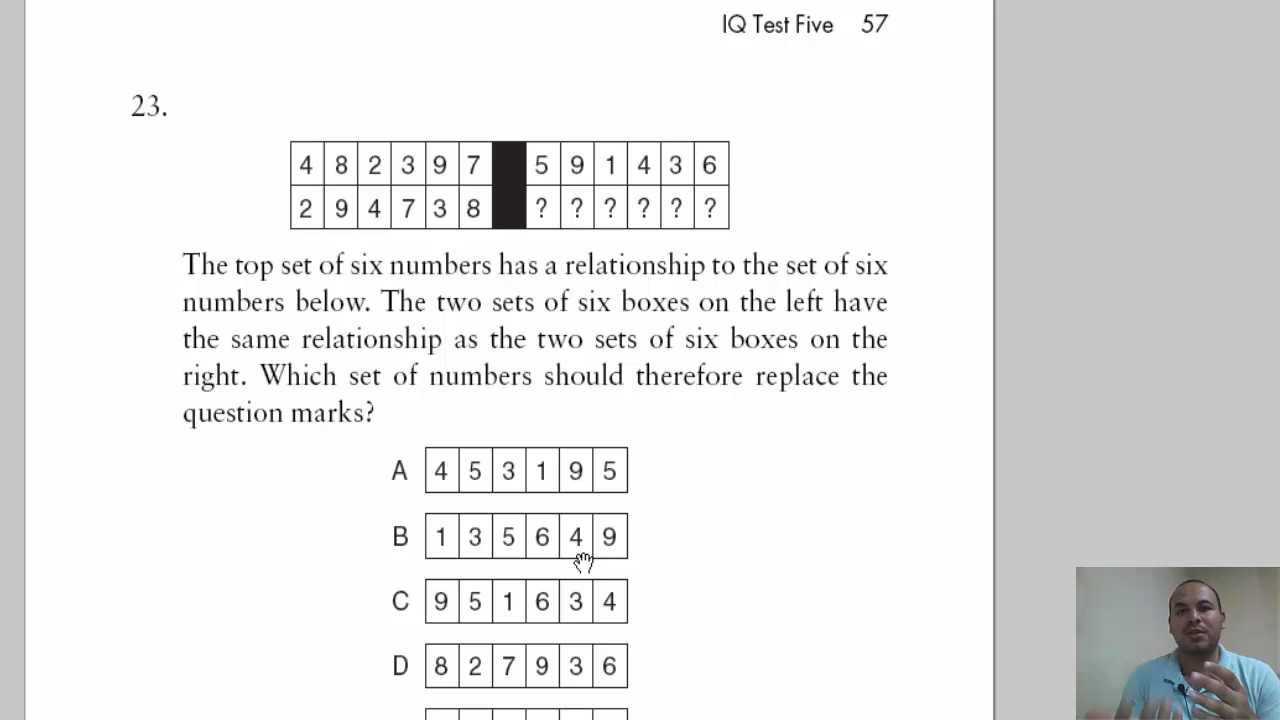 IQ Test Five 57
23.
4 8 2 3 9 7 5 9 1 4 3 6
2 9 4 7 3 8 ? ? ? ? ? ?
The top set of six numbers has a relationship to the set of six
numbers below. The two sets of six boxes on the left have
the same relationship as the two sets of six boxes on the
right. Which set of numbers should therefore replace the
question marks?
A 4 5 3 1 9 5
B 1 3 5 6 4 9
C 9 5 1 6 3 4
D 8 2 7 9 3 6